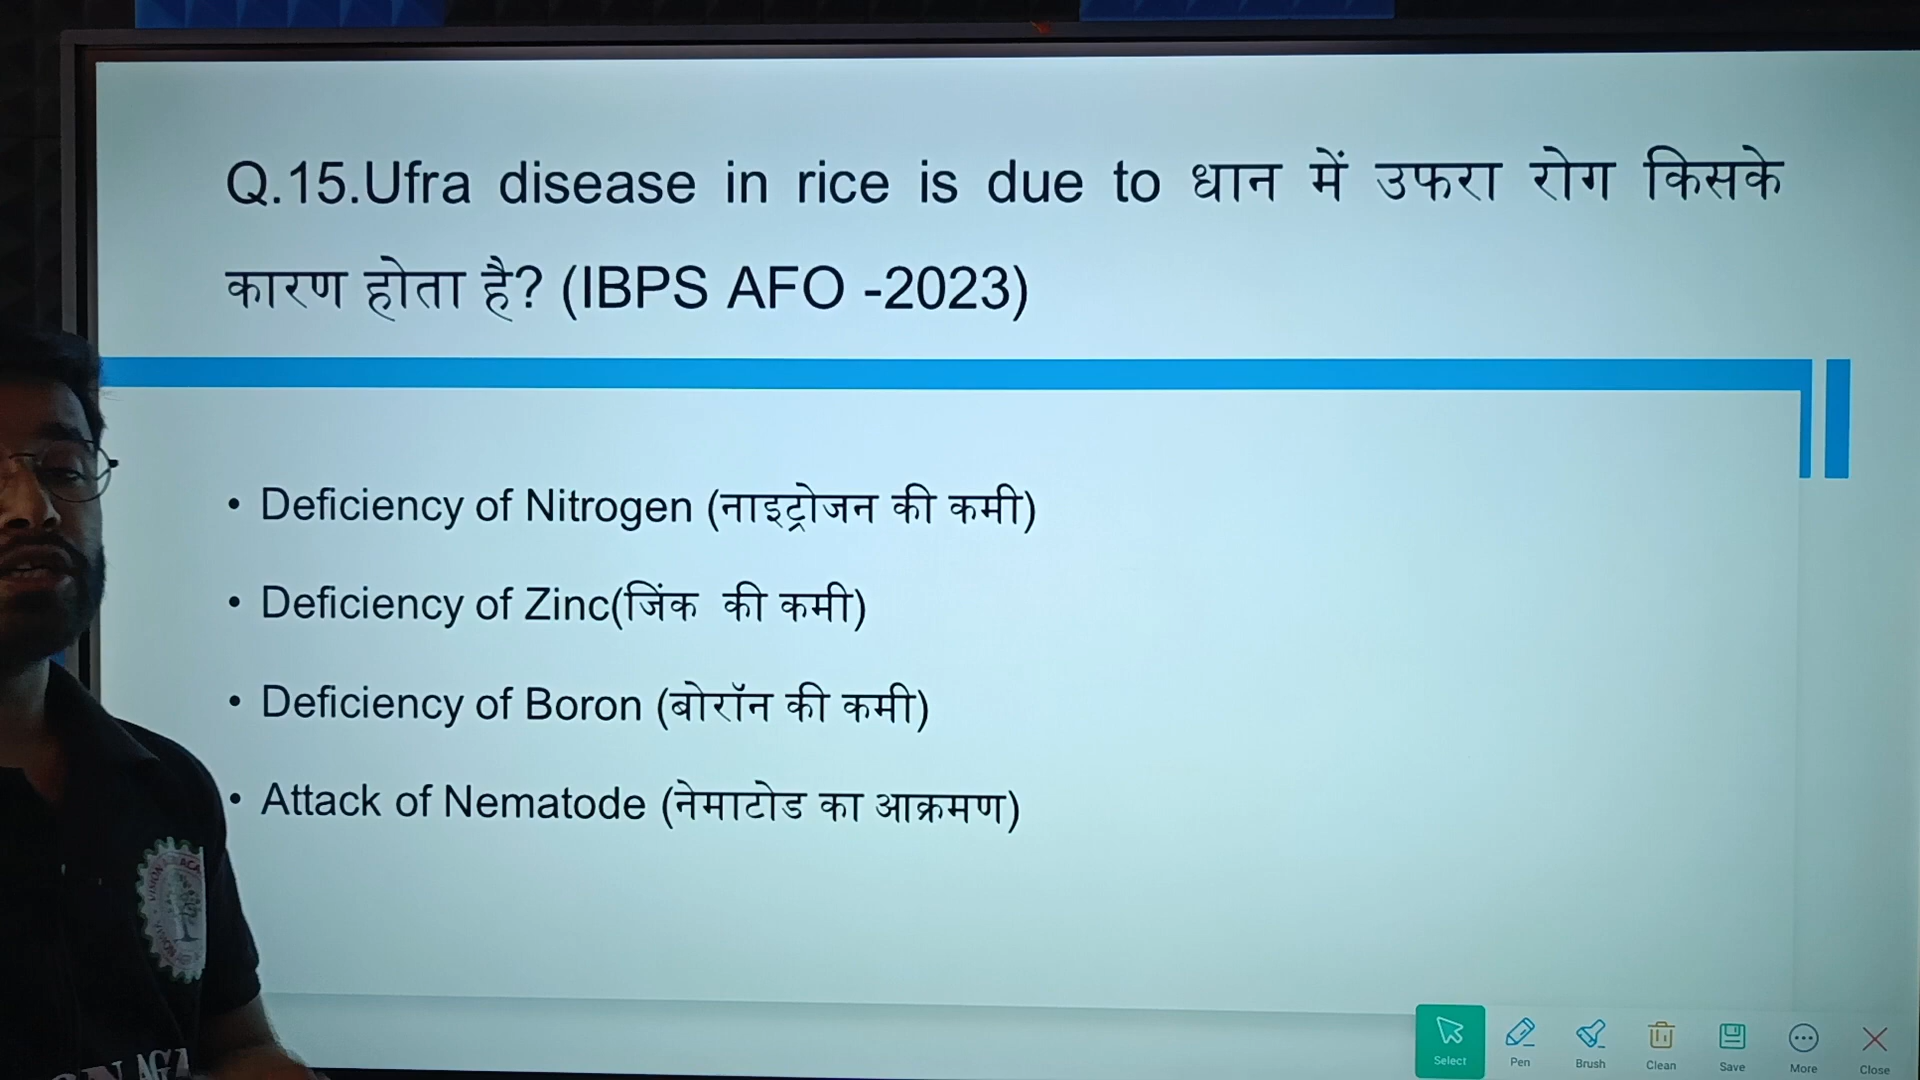 Q.15.Ufra disease in rice is due to धान में उफरा रोग किसके
कारण होता है? (IBPS AFO -2023)
• Deficiency of Nitrogen (नाइट्रोजन की कमी)
• Deficiency of Zinc(जिंक की कमी)
• Deficiency of Boron (बोरॉन की कमी)
• Attack of Nematode (नेमाटोड का आक्रमण)
Select Pen Brush Clean Save More Close